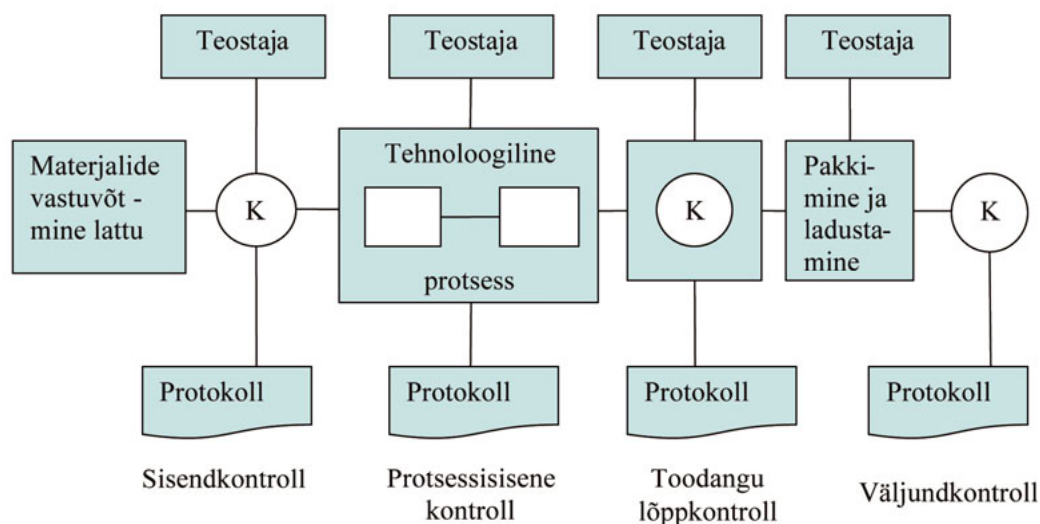 Teostaja
Teostaja
Teostaja
Teostaja
Materjalide
vastuvõt -
mine lattu
K
Tehnoloogiline
protsess
K
Pakki-
mine ja
ladusta-
mine
K
Protokoll
Protokoll
Protokoll
Protokoll
Sisendkontroll
Protsessisisene
kontroll
Toodangu
lõppkontroll
Väljundkontroll